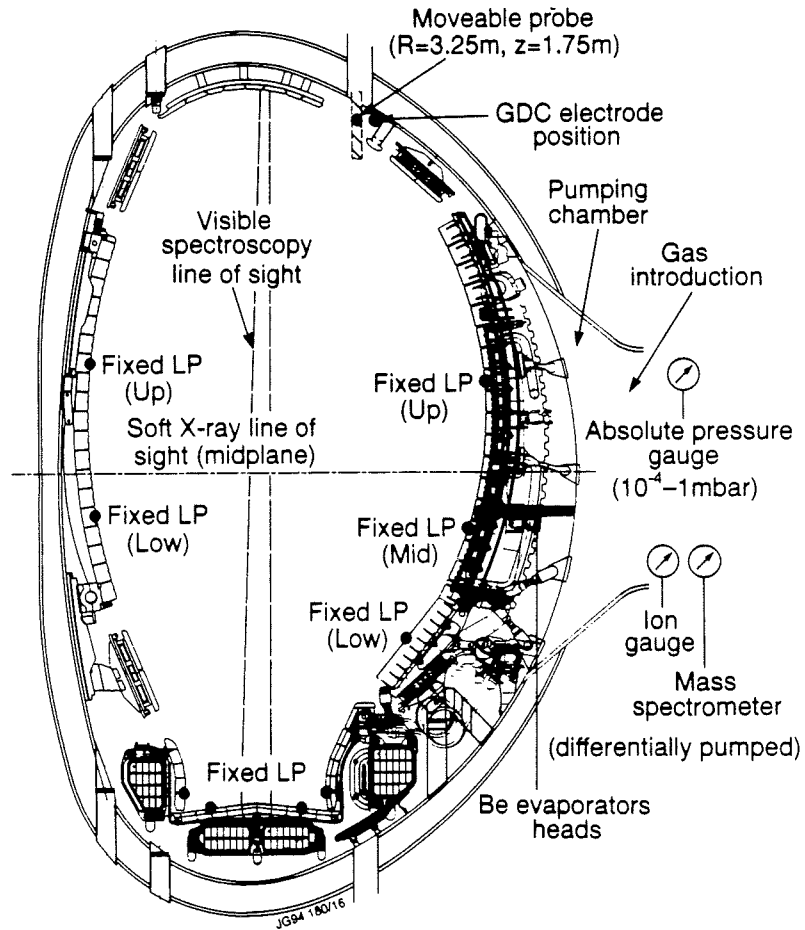 Moveable probe
(R=3.25m, z=1.75m)
GDC electrode
position
Pumping
chamber
Gas
introduction
Visible
spectroscopy
line of sight
Fixed LP
(Up)
Fixed LP
(Up)
Soft X-ray line of
sight (midplane)
Absolute pressure
gauge
(10⁻⁴–1mbar)
Fixed LP
(Low)
Fixed LP
(Mid)
Fixed LP
(Low)
Ion
gauge
Mass
spectrometer
(differentially pumped)
Fixed LP
Be evaporators
heads
JG94 180/16